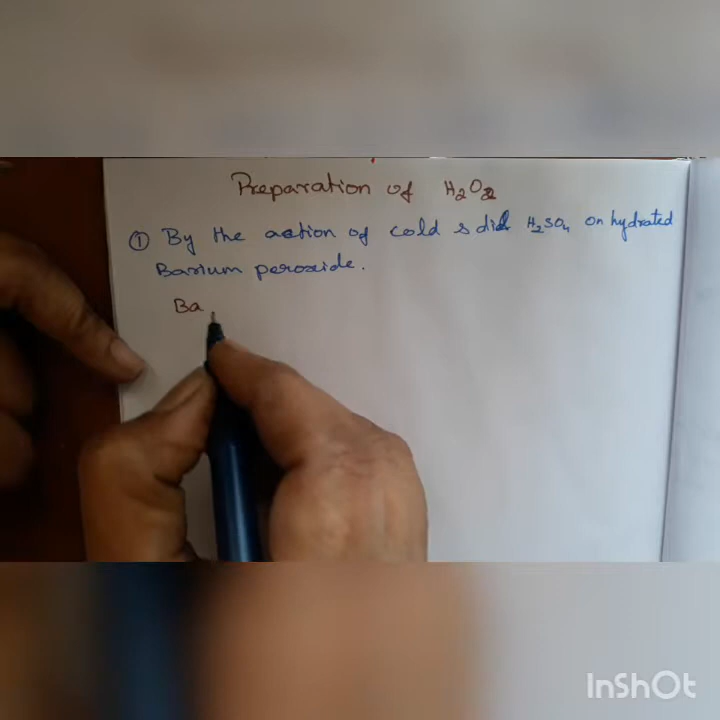 Preparation of H2O2
① By the action of cold & dil H2SO4 on hydrated
Barium peroxide.
Ba
InShOt